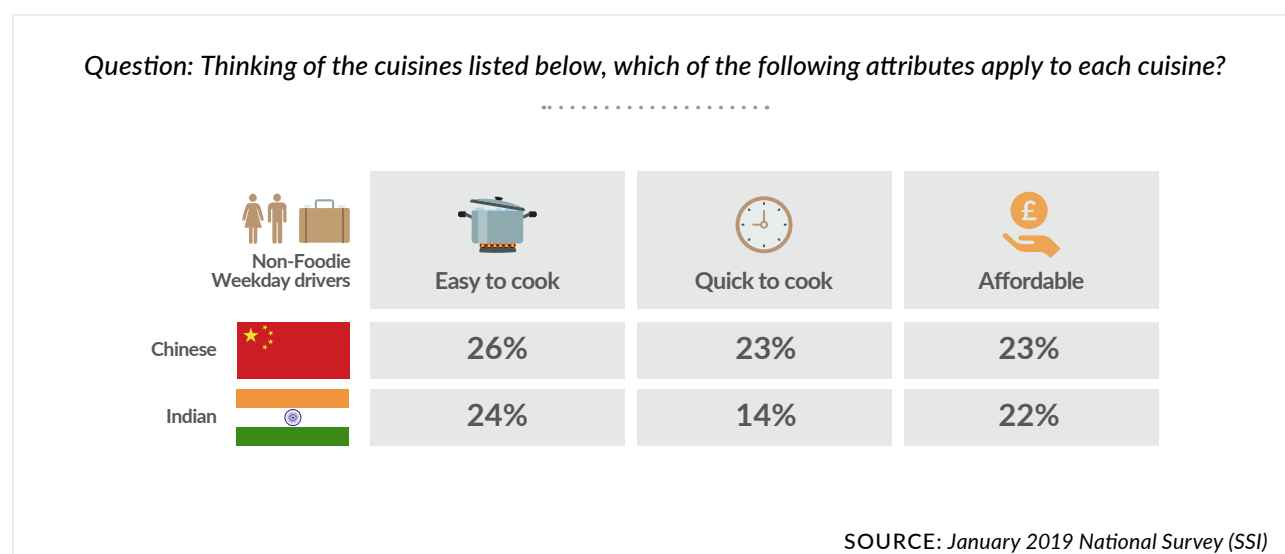 Question: Thinking of the cuisines listed below, which of the following attributes apply to each cuisine?
£
Non-Foodie
Weekday drivers
Easy to cook
Quick to cook
Affordable
Chinese
26%
23%
23%
Indian
24%
14%
22%
SOURCE: January 2019 National Survey (SSI)